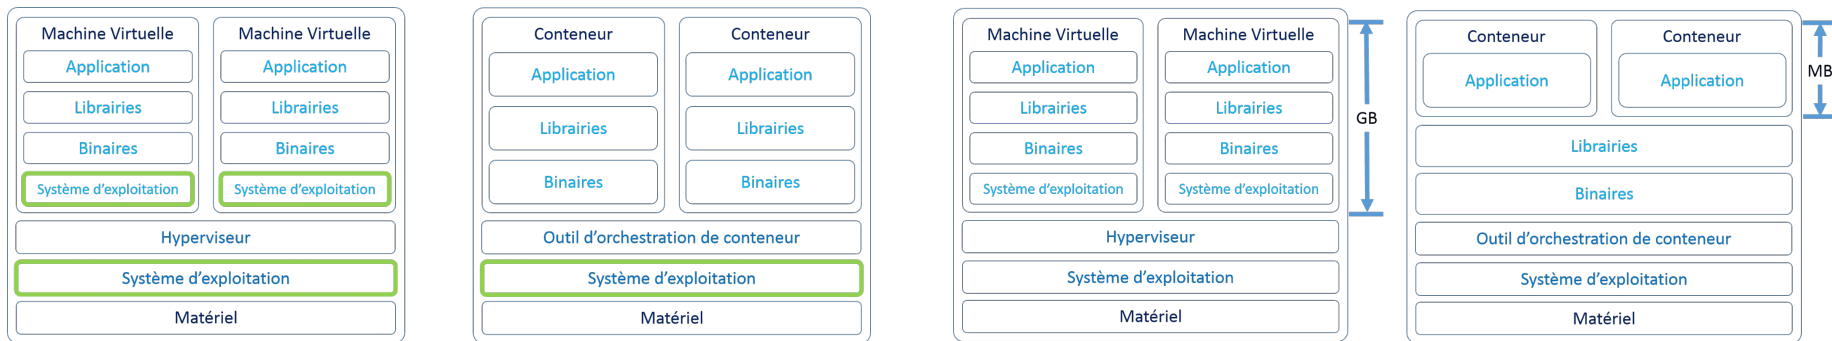 Machine Virtuelle
Application
Librairies
Binaires
Système d'exploitation
Machine Virtuelle
Application
Librairies
Binaires
Système d'exploitation
Hyperviseur
Système d'exploitation
Matériel
Conteneur
Application
Librairies
Binaires
Conteneur
Application
Librairies
Binaires
Outil d'orchestration de conteneur
Système d'exploitation
Matériel
Machine Virtuelle
Application
Librairies
Binaires
Système d'exploitation
Machine Virtuelle
Application
Librairies
Binaires
Système d'exploitation
GB
Hyperviseur
Système d'exploitation
Matériel
Conteneur
Application
Conteneur
Application
MB
Librairies
Binaires
Outil d'orchestration de conteneur
Système d'exploitation
Matériel